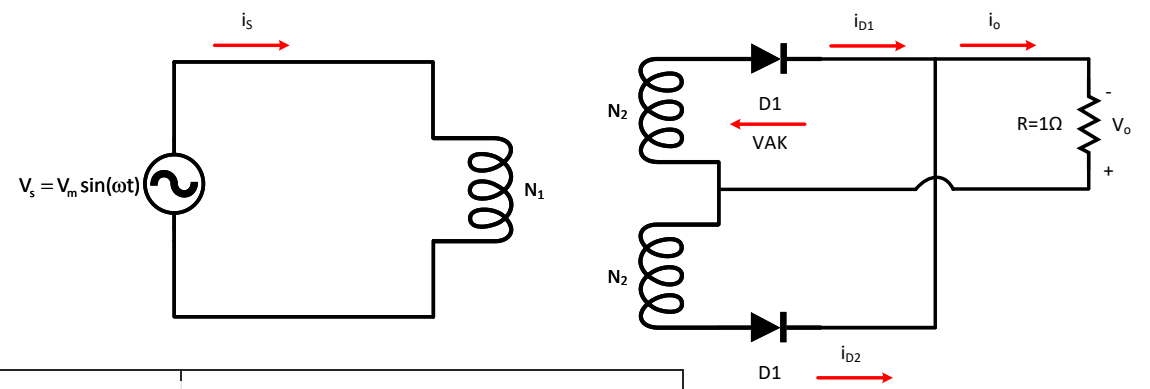 iS
iD1
io
N2
D1
VAK
R=1Ω
-
Vo
+
Vs = Vm sin(ωt)
N1
N2
D1
iD2